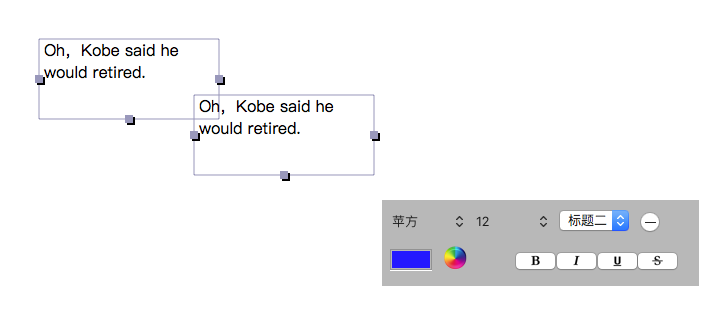 Oh，Kobe said he
would retired.
Oh，Kobe said he
would retired.
苹方 12 标题二
B I U S